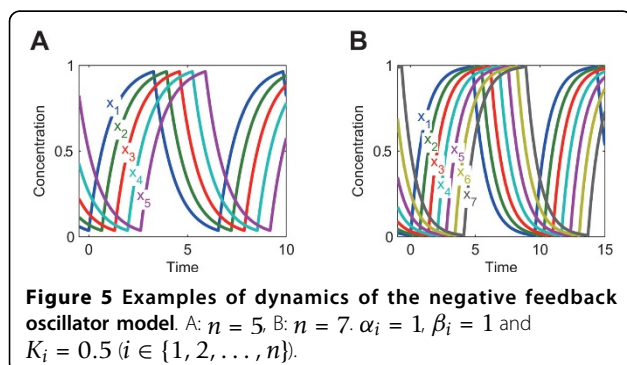 A
B
1
0.5
0
Concentration
x1
x2
x3
x4
x5
0
5
10
Time
1
0.5
0
Concentration
x1
x2
x3
x4
x5
x6
x7
0
5
10
15
Time
Figure 5 Examples of dynamics of the negative feedback
oscillator model. A: n = 5, B: n = 7. αi = 1, βi = 1 and
Ki = 0.5 (i ∈ {1, 2, . . . , n}).